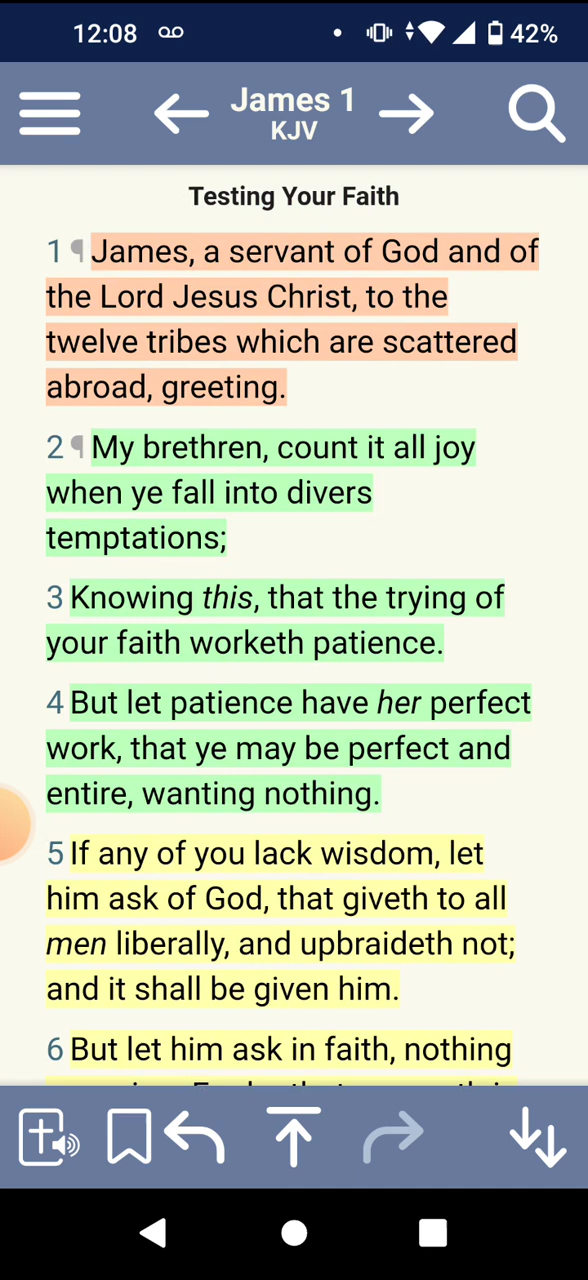 12:08 42%
James 1
KJV
Testing Your Faith
1 ¶ James, a servant of God and of
the Lord Jesus Christ, to the
twelve tribes which are scattered
abroad, greeting.
2 ¶ My brethren, count it all joy
when ye fall into divers
temptations;
3 Knowing this, that the trying of
your faith worketh patience.
4 But let patience have her perfect
work, that ye may be perfect and
entire, wanting nothing.
5 If any of you lack wisdom, let
him ask of God, that giveth to all
men liberally, and upbraideth not;
and it shall be given him.
6 But let him ask in faith, nothing